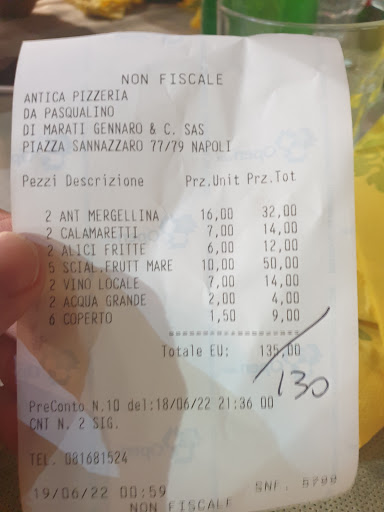 NON FISCALE
ANTICA PIZZERIA
DA PASQUALINO
DI MARATI GENNARO & C. SAS
PIAZZA SANNAZZARO 77/79 NAPOLI
Pezzi Descrizione Prz.Unit Prz.Tot
2 ANT MERGELLINA 16,00 32,00
2 CALAMARETTI 7,00 14,00
2 ALICI FRITTE 6,00 12,00
5 SCIAL.FRUTT MARE 10,00 50,00
2 VINO LOCALE 7,00 14,00
2 ACQUA GRANDE 2,00 4,00
6 COPERTO 1,50 9,00
Totale EU: 135,00
130
PreConto N.10 del:18/06/22 21:36 00
CNT N. 2 SIG.
TEL. 081681524
19/06/22 00:59 SNF. 5700
NON FISCALE